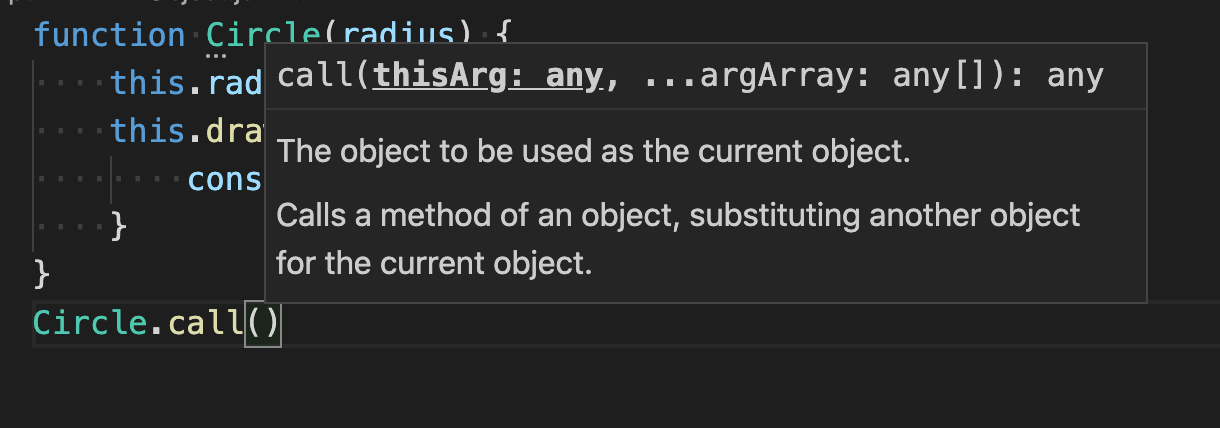 function Circle(radius) {
call(thisArg: any, ...argArray: any[]): any
this.rad
The object to be used as the current object.
this.dra
cons
Calls a method of an object, substituting another object
for the current object.
}
}
Circle.call()